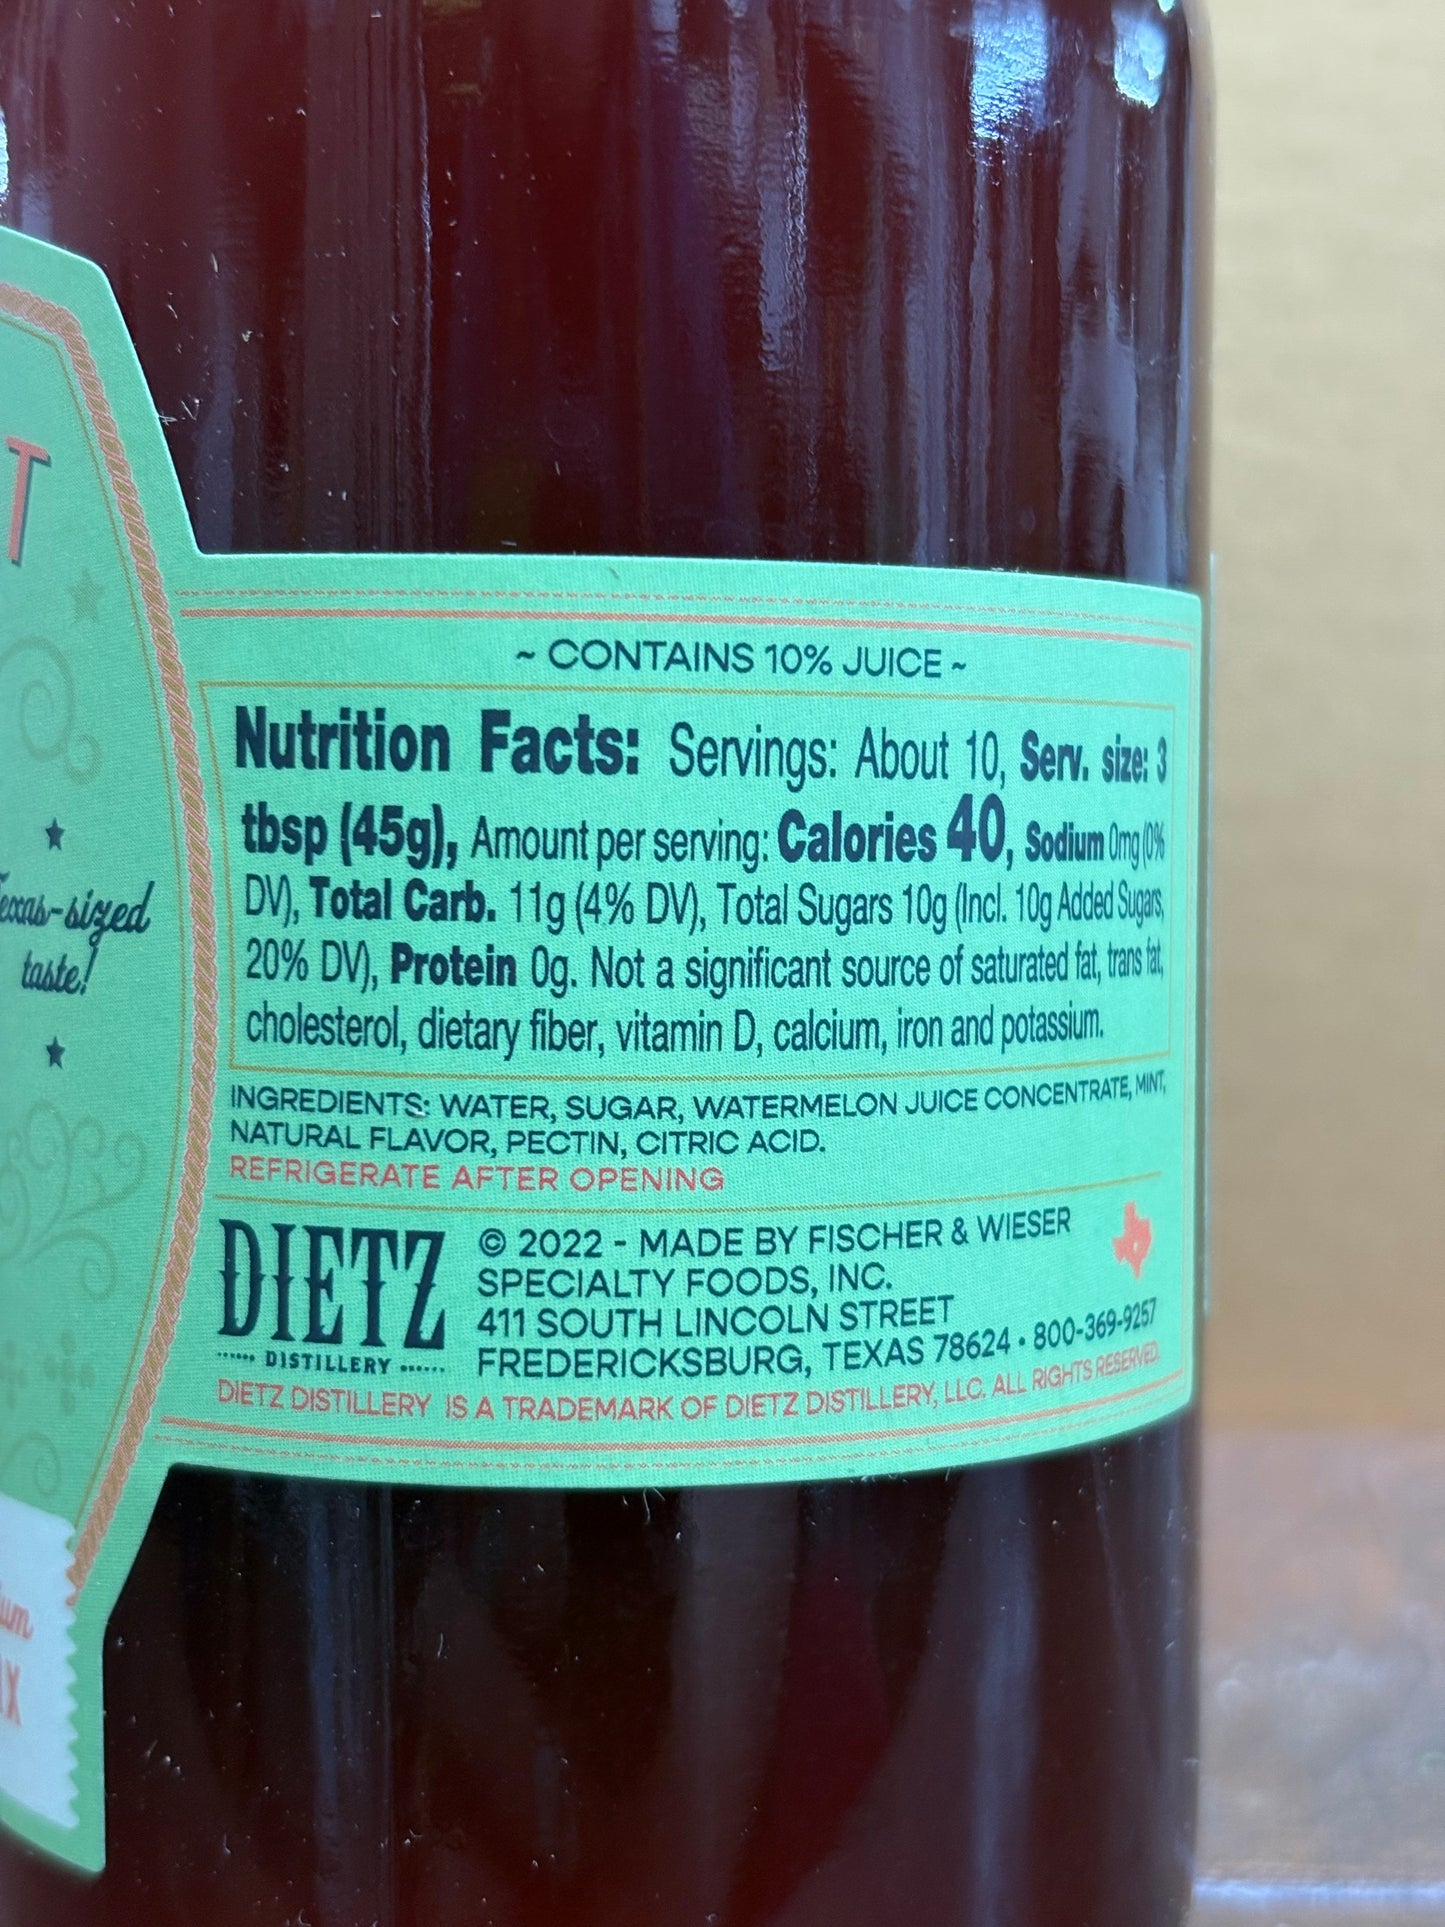 T
Texas-sized
taste!
~ CONTAINS 10% JUICE ~
Nutrition Facts: Servings: About 10, Serv. size: 3
tbsp (45g), Amount per serving: Calories 40, Sodium 0mg (0%
DV), Total Carb. 11g (4% DV), Total Sugars 10g (Incl. 10g Added Sugars,
20% DV), Protein 0g. Not a significant source of saturated fat, trans fat,
cholesterol, dietary fiber, vitamin D, calcium, iron and potassium.
INGREDIENTS: WATER, SUGAR, WATERMELON JUICE CONCENTRATE, MINT,
NATURAL FLAVOR, PECTIN, CITRIC ACID.
REFRIGERATE AFTER OPENING
DIETZ
DISTILLERY
© 2022 - MADE BY FISCHER & WIESER
SPECIALTY FOODS, INC.
411 SOUTH LINCOLN STREET
FREDERICKSBURG, TEXAS 78624 • 800-369-9257
DIETZ DISTILLERY IS A TRADEMARK OF DIETZ DISTILLERY, LLC. ALL RIGHTS RESERVED.